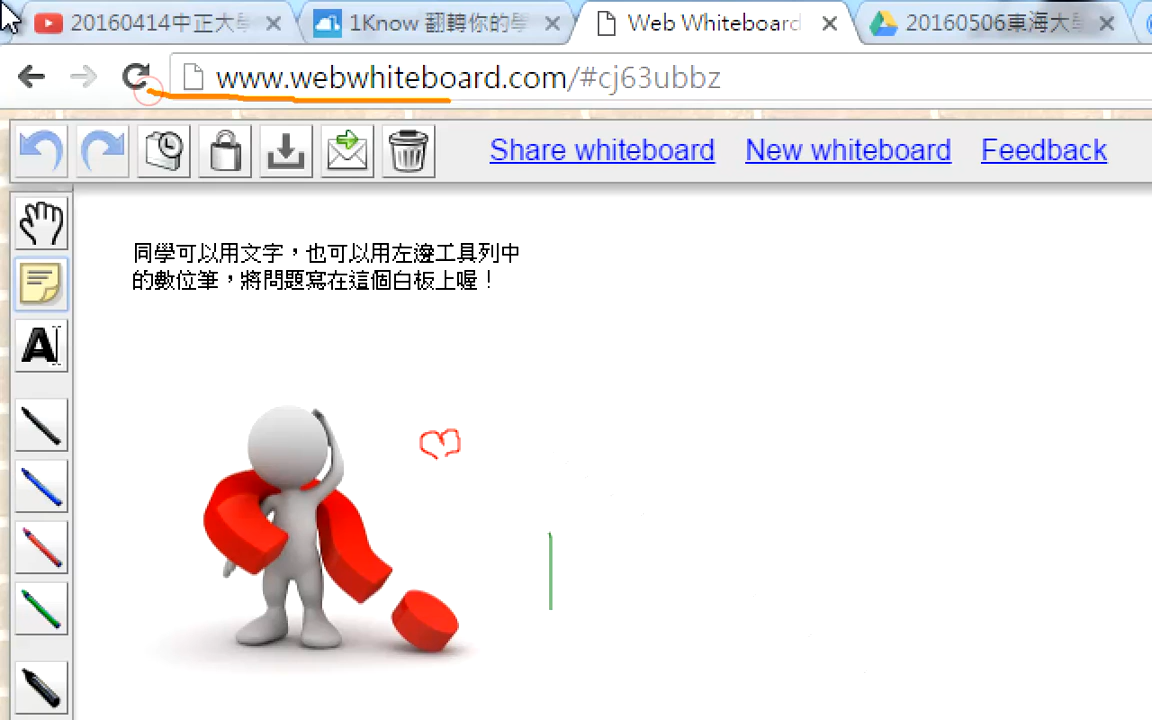 20160414中正大學
1Know 翻轉你的學
Web Whiteboard
20160506東海大學
www.webwhiteboard.com/#cj63ubbz
Share whiteboard
New whiteboard
Feedback
A
同學可以用文字，也可以用左邊工具列中
的數位筆，將問題寫在這個白板上喔！